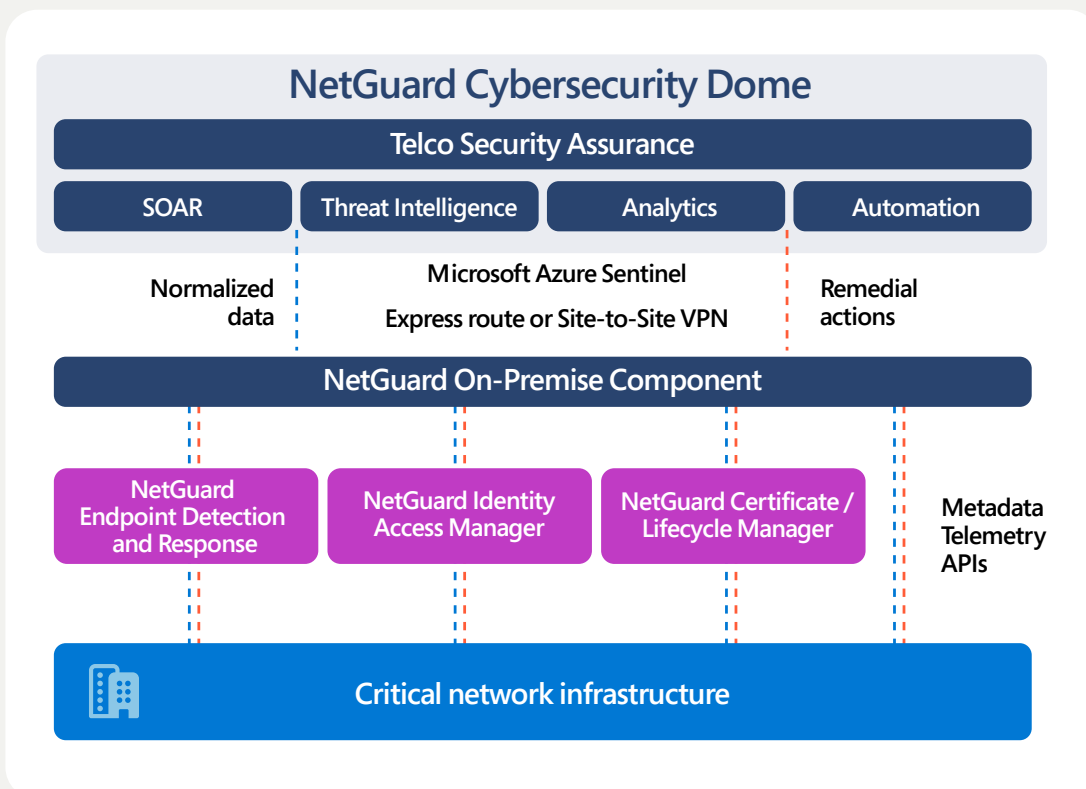 NetGuard Cybersecurity Dome
Telco Security Assurance
SOAR
Threat Intelligence
Analytics
Automation
Normalized
data
Microsoft Azure Sentinel
Express route or Site-to-Site VPN
Remedial
actions
NetGuard On-Premise Component
NetGuard
Endpoint Detection
and Response
NetGuard Identity
Access Manager
NetGuard Certificate /
Lifecycle Manager
Metadata
Telemetry
APIs
Critical network infrastructure